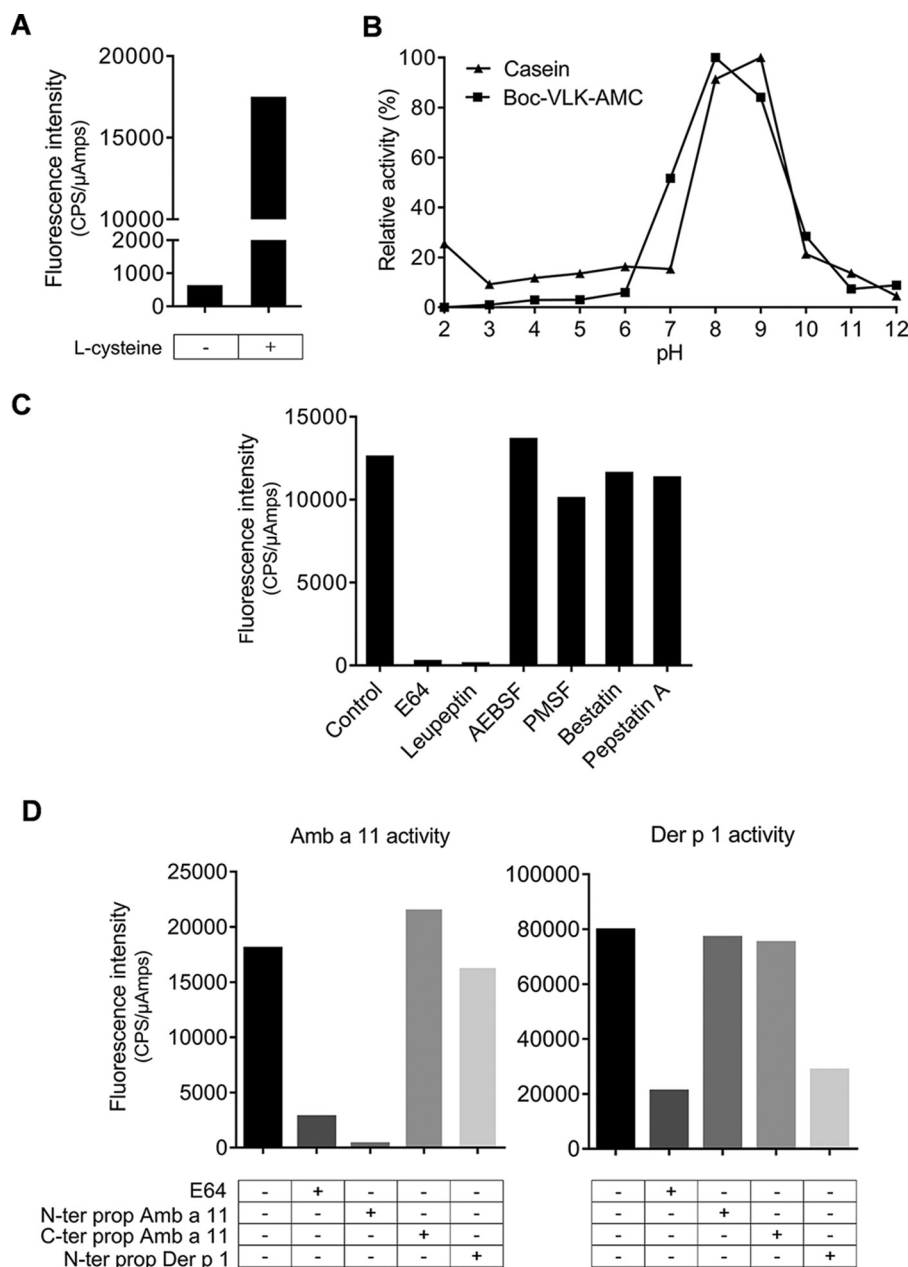 A
Fluorescence intensity
(CPS/µAmps)
20000
15000
10000
2000
1000
0
L-cysteine - +
B
Relative activity (%)
100
80
60
40
20
0
Casein
Boc-VLK-AMC
2 3 4 5 6 7 8 9 10 11 12
pH
C
Fluorescence intensity
(CPS/µAmps)
15000
10000
5000
0
Control
E64
Leupeptin
AEBSF
PMSF
Bestatin
Pepstatin A
D
Amb a 11 activity
Fluorescence intensity
(CPS/µAmps)
25000
20000
15000
10000
5000
0
Der p 1 activity
100000
80000
60000
40000
20000
0
E64 - + - - - - + - - -
N-ter prop Amb a 11 - - + - - - - + - -
C-ter prop Amb a 11 - - - + - - - - + -
N-ter prop Der p 1 - - - - + - - - - +